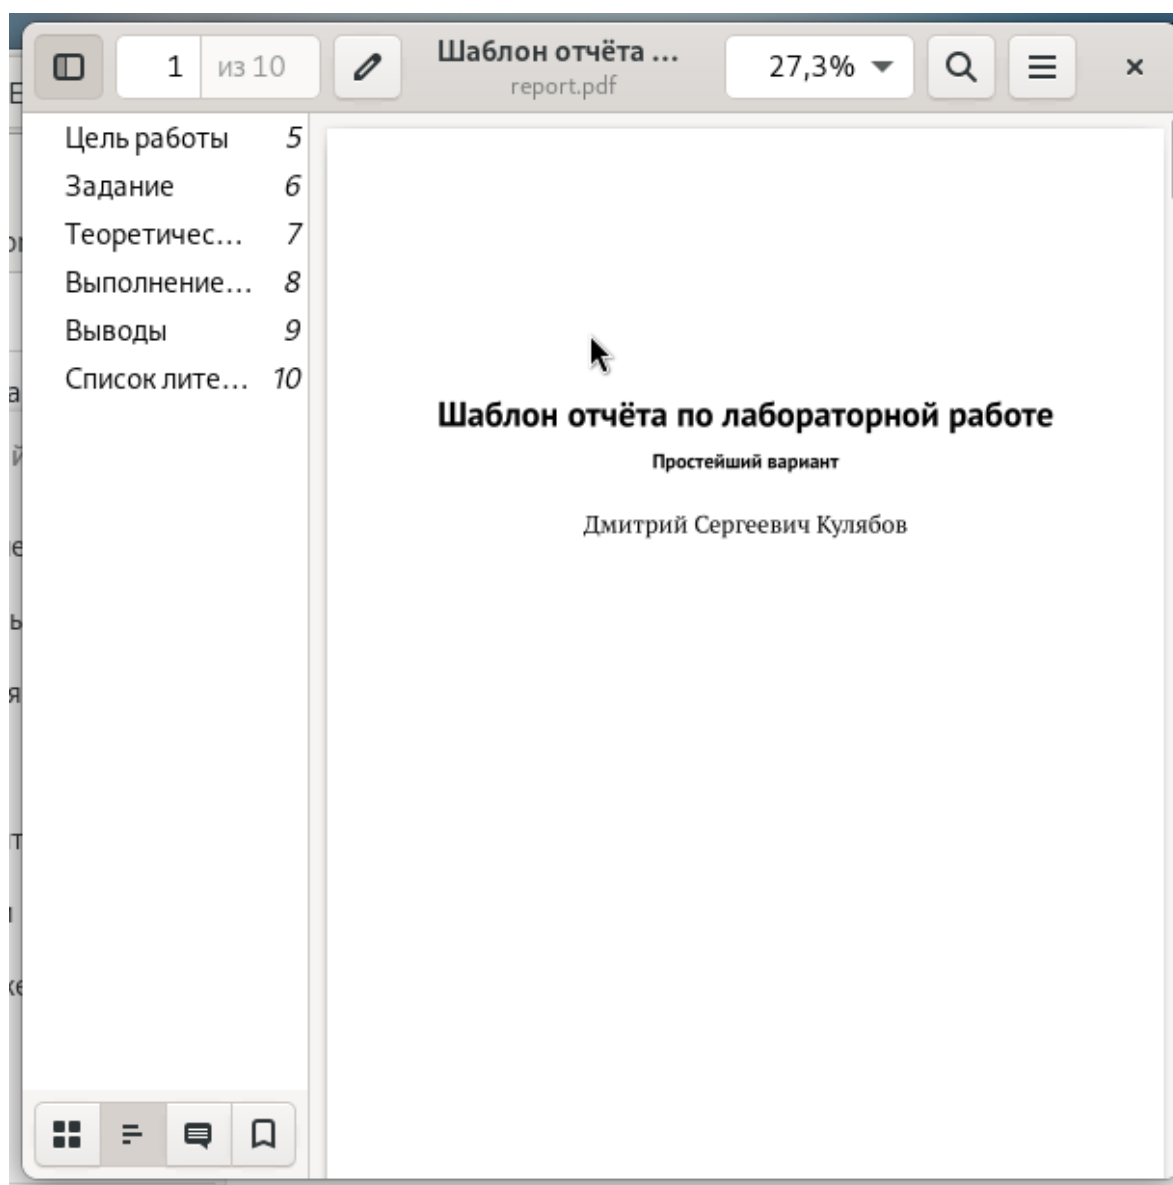 1 из 10 Шаблон отчёта ... 27,3%
report.pdf
Цель работы 5
Задание 6
Теоретичес... 7
Выполнение... 8
Выводы 9
Список лите... 10
Шаблон отчёта по лабораторной работе
Простейший вариант
Дмитрий Сергеевич Кулябов